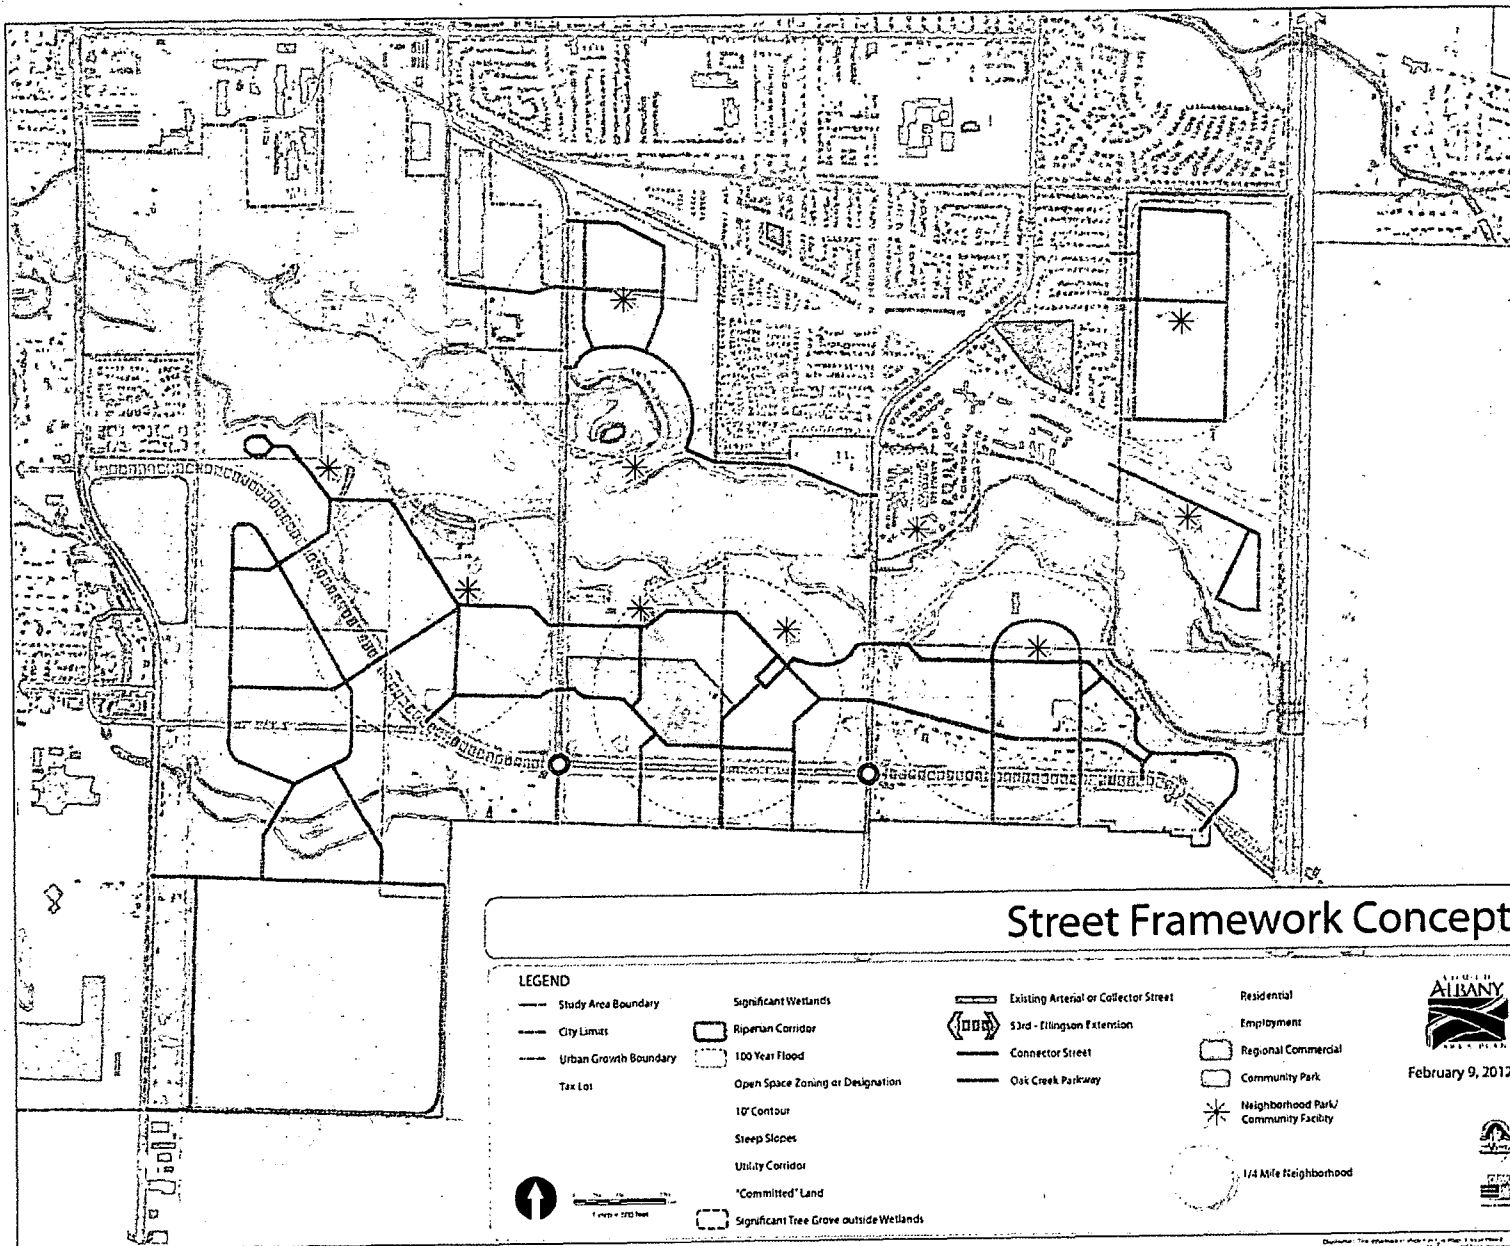 Street Framework Concept
LEGEND
Study Area Boundary
City Limits
Urban Growth Boundary
Tax Lot
Significant Wetlands
Riparian Corridor
100 Year Flood
Open Space Zoning or Designation
10' Contour
Steep Slopes
Utility Corridor
"Committed" Land
Significant Tree Grove outside Wetlands
Existing Arterial or Collector Street
53rd - Ellingson Extension
Connector Street
Oak Creek Parkway
Residential
Employment
Regional Commercial
Community Park
Neighborhood Park/
Community Facility
1/4 Mile Neighborhood
ALBANY
February 9, 2012